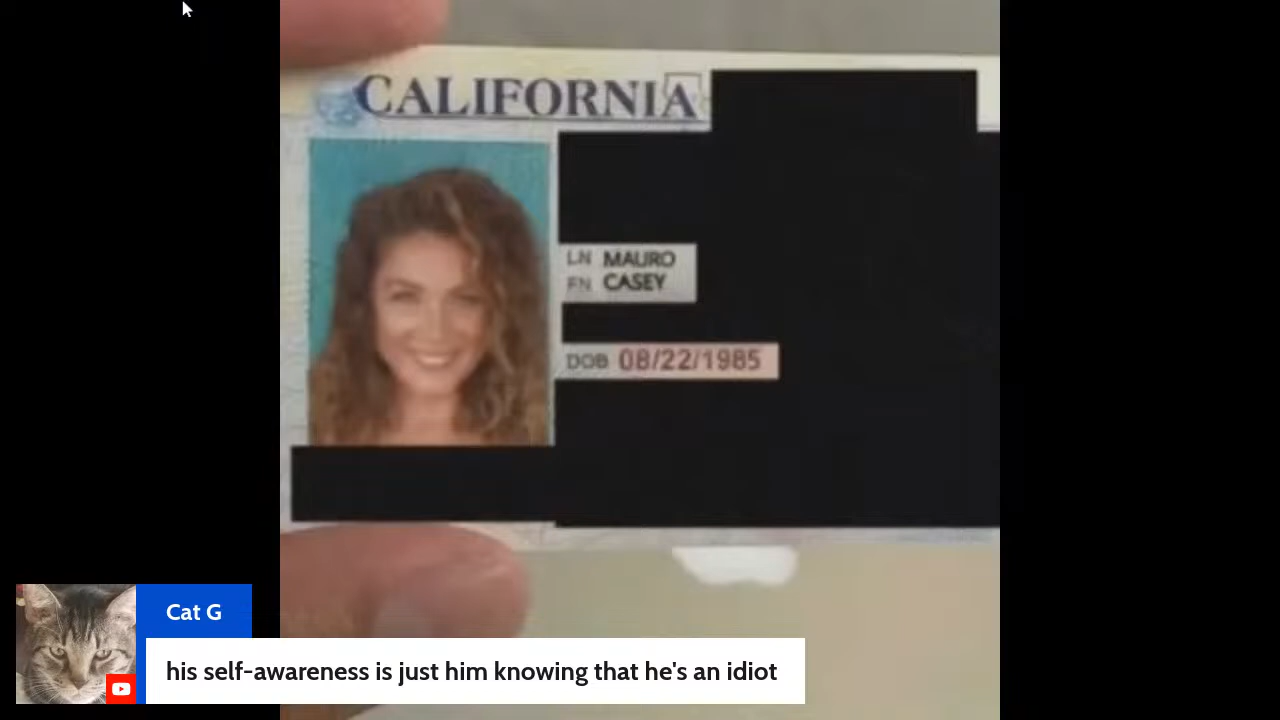 CALIFORNIA
LN MAURO
FN CASEY
DOB 08/22/1985
Cat G
his self-awareness is just him knowing that he's an idiot